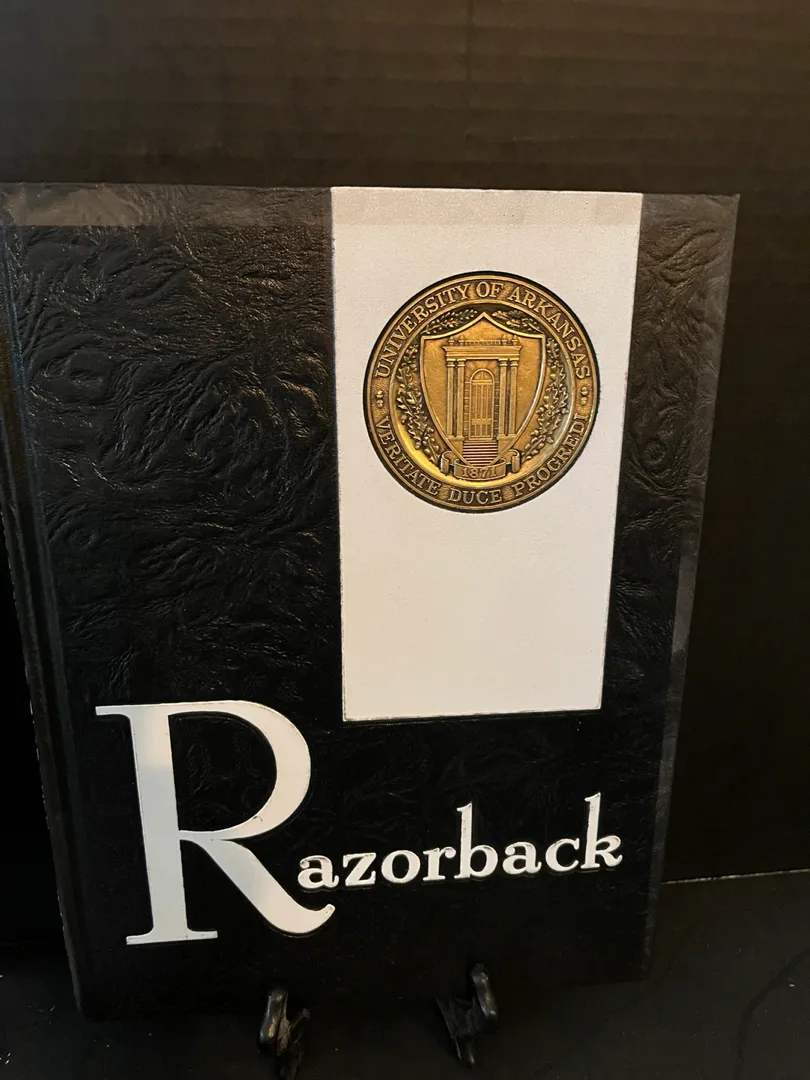 UNIVERSITY OF ARKANSAS
1871
VERITATE DUCE PROGREDI
Razorback